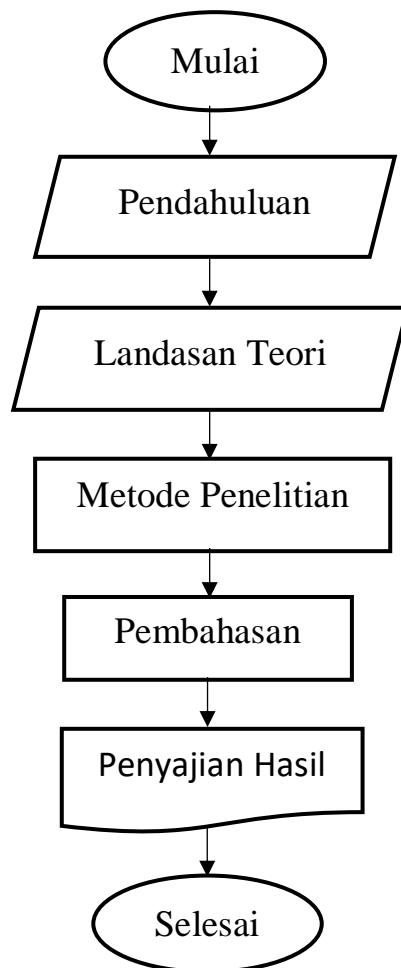 Mulai
Pendahuluan
Landasan Teori
Metode Penelitian
Pembahasan
Penyajian Hasil
Selesai